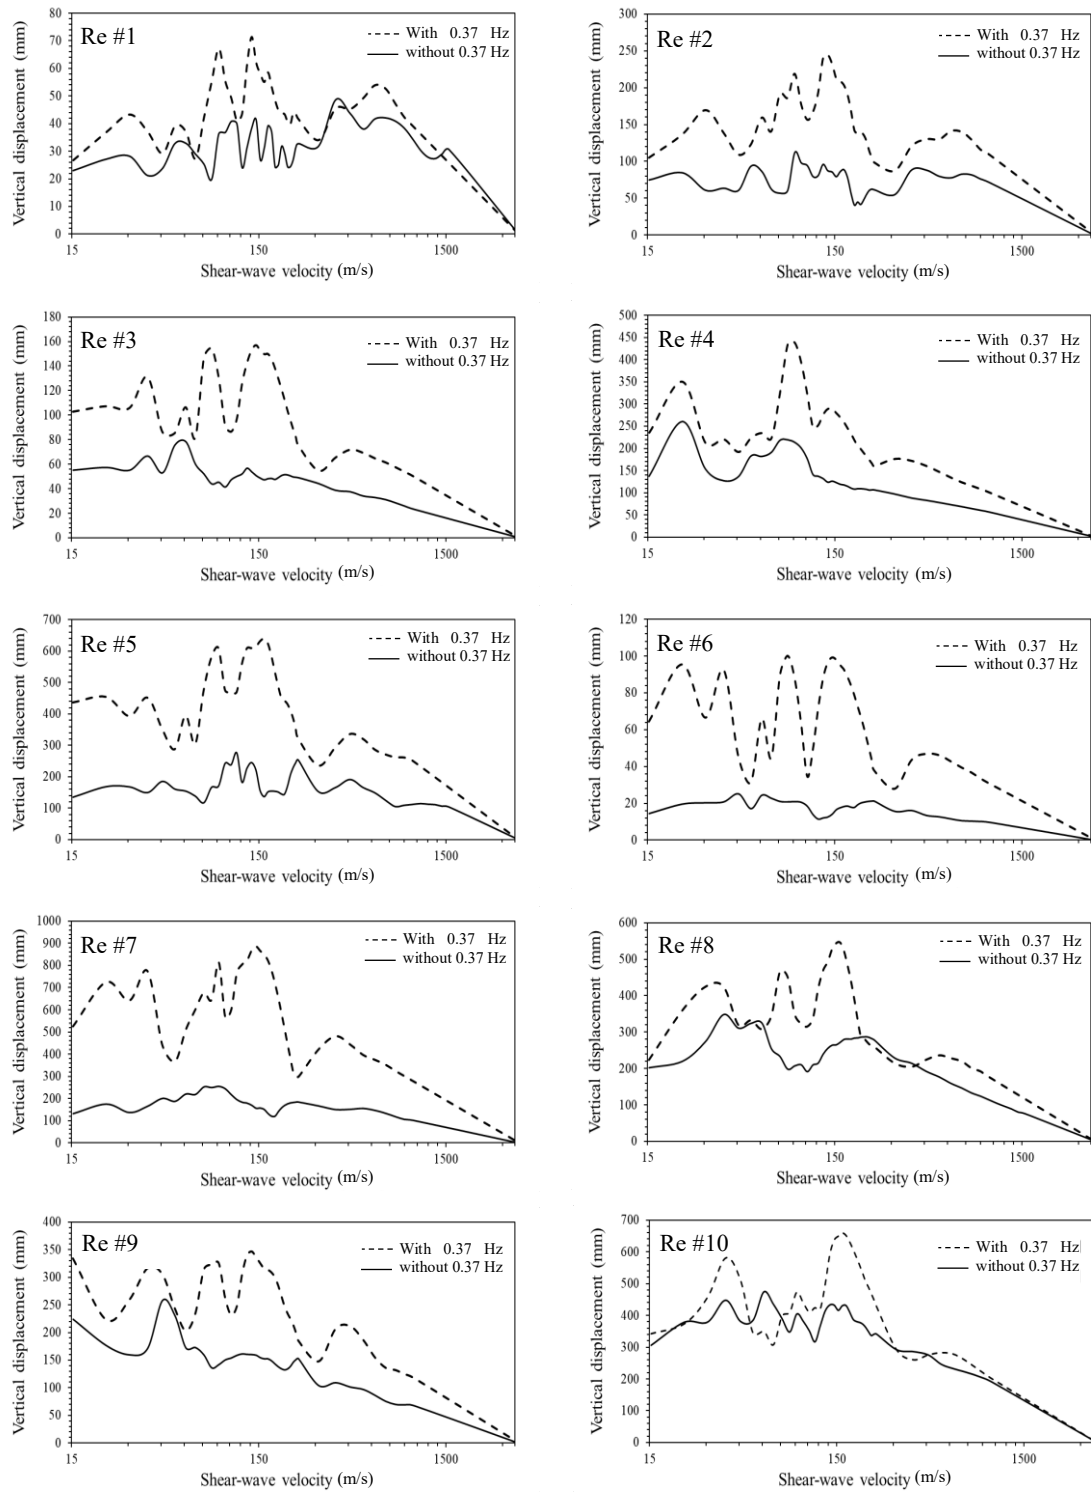 Re #1
With 0.37 Hz
without 0.37 Hz
Vertical displacement (mm)
80
70
60
50
40
30
20
10
0
15
150
1500
Shear-wave velocity (m/s)
Re #2
With 0.37 Hz
without 0.37 Hz
Vertical displacement (mm)
300
250
200
150
100
50
0
15
150
1500
Shear-wave velocity (m/s)
Re #3
With 0.37 Hz
without 0.37 Hz
Vertical displacement (mm)
180
160
140
120
100
80
60
40
20
0
15
150
1500
Shear-wave velocity (m/s)
Re #4
With 0.37 Hz
without 0.37 Hz
Vertical displacement (mm)
500
450
400
350
300
250
200
150
100
50
0
15
150
1500
Shear-wave velocity (m/s)
Re #5
With 0.37 Hz
without 0.37 Hz
Vertical displacement (mm)
700
600
500
400
300
200
100
0
15
150
1500
Shear-wave velocity (m/s)
Re #6
With 0.37 Hz
without 0.37 Hz
Vertical displacement (mm)
120
100
80
60
40
20
0
15
150
1500
Shear-wave velocity (m/s)
Re #7
With 0.37 Hz
without 0.37 Hz
Vertical displacement (mm)
1000
900
800
700
600
500
400
300
200
100
0
15
150
1500
Shear-wave velocity (m/s)
Re #8
With 0.37 Hz
without 0.37 Hz
Vertical displacement (mm)
600
500
400
300
200
100
0
15
150
1500
Shear-wave velocity (m/s)
Re #9
With 0.37 Hz
without 0.37 Hz
Vertical displacement (mm)
400
350
300
250
200
150
100
50
0
15
150
1500
Shear-wave velocity (m/s)
Re #10
With 0.37 Hz
without 0.37 Hz
Vertical displacement (mm)
700
600
500
400
300
200
100
0
15
150
1500
Shear-wave velocity (m/s)